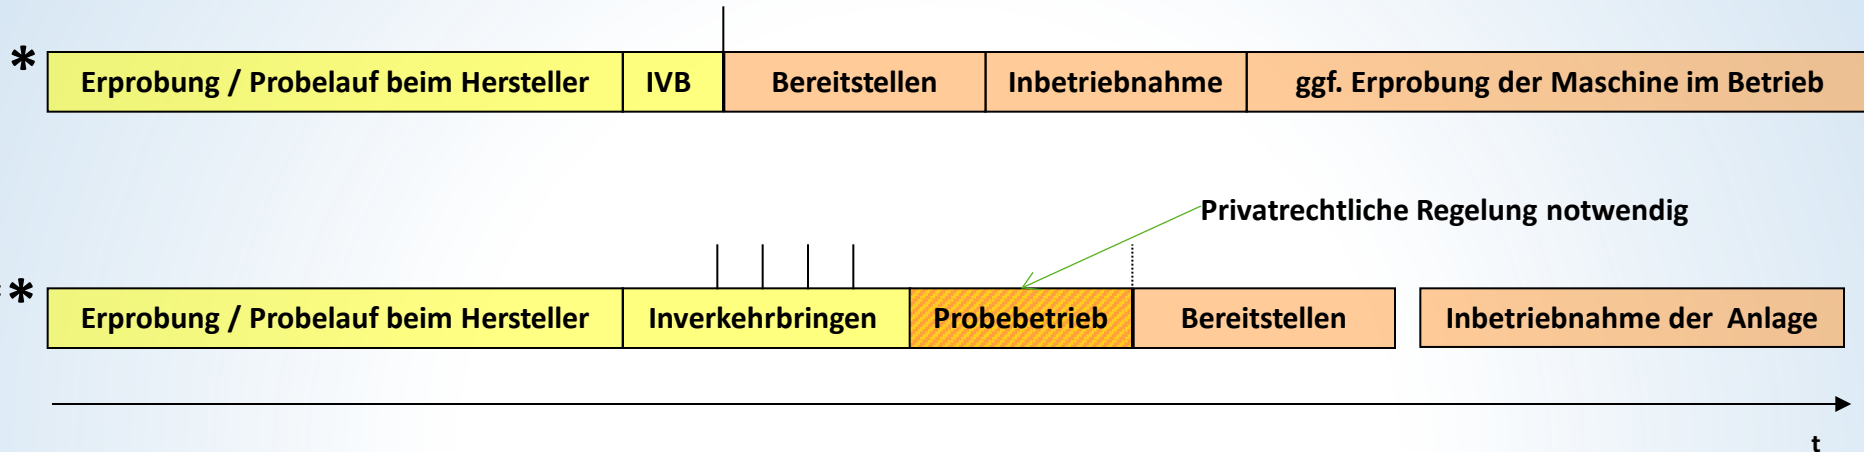 * Erprobung / Probelauf beim Hersteller IVB Bereitstellen Inbetriebnahme ggf. Erprobung der Maschine im Betrieb
Privatrechtliche Regelung notwendig
* Erprobung / Probelauf beim Hersteller Inverkehrbringen Probebetrieb Bereitstellen Inbetriebnahme der Anlage
t